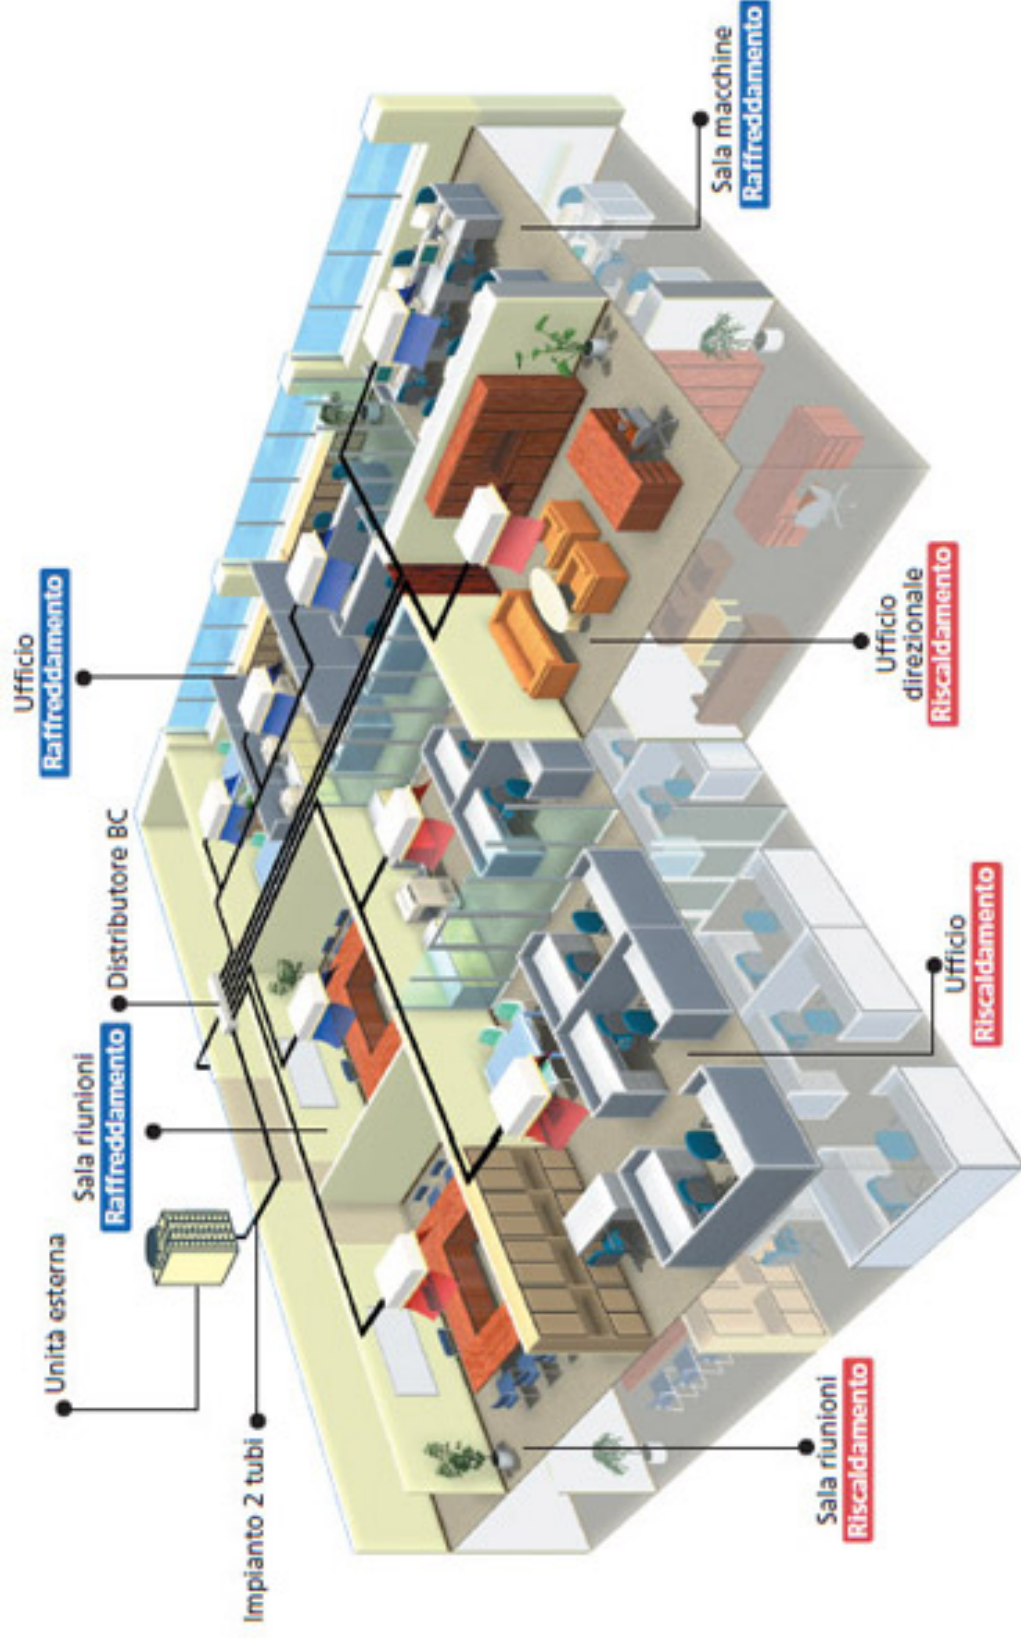 Unità esterna
Impianto 2 tubi
Sala riunioni
Raffreddamento
Distributore BC
Ufficio
Raffreddamento
Sala macchine
Raffreddamento
Ufficio
direzionale
Riscaldamento
Ufficio
Riscaldamento
Sala riunioni
Riscaldamento